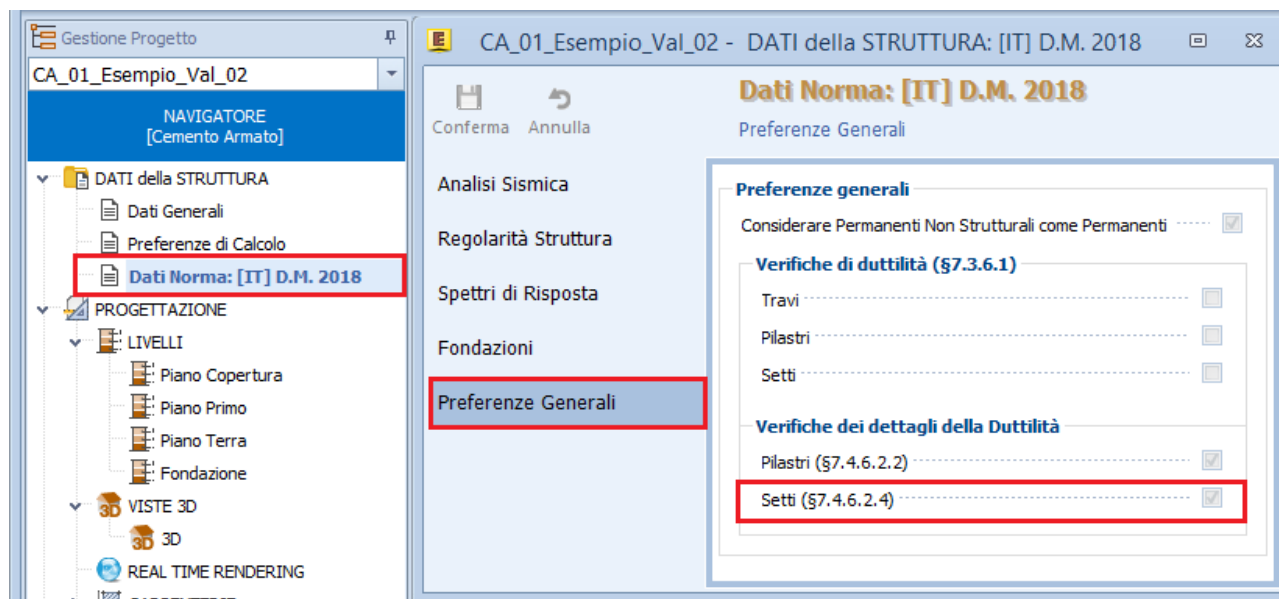 Gestione Progetto
CA_01_Esempio_Val_02
NAVIGATORE
[Cemento Armato]
DATI della STRUTTURA
Dati Generali
Preferenze di Calcolo
Dati Norma: [IT] D.M. 2018
PROGETTAZIONE
LIVELLI
Piano Copertura
Piano Primo
Piano Terra
Fondazione
VISTE 3D
3D
REAL TIME RENDERING
CA_01_Esempio_Val_02 - DATI della STRUTTURA: [IT] D.M. 2018
Conferma Annulla
Dati Norma: [IT] D.M. 2018
Preferenze Generali
Analisi Sismica
Regolarità Struttura
Spettri di Risposta
Fondazioni
Preferenze Generali
Preferenze generali
Considerare Permanenti Non Strutturali come Permanenti
Verifiche di duttilità (§7.3.6.1)
Travi
Pilastri
Setti
Verifiche dei dettagli della Duttilità
Pilastri (§7.4.6.2.2)
Setti (§7.4.6.2.4)